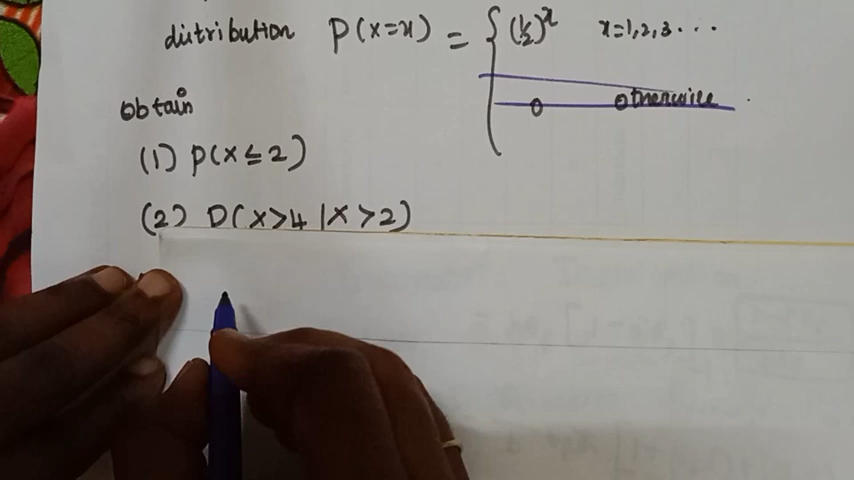 distribution P(x=x) = { (1/2)^x x=1,2,3...
0 otherwise.
Obtain
(1) P(x ≤ 2)
(2) P(x>4 | x>2)